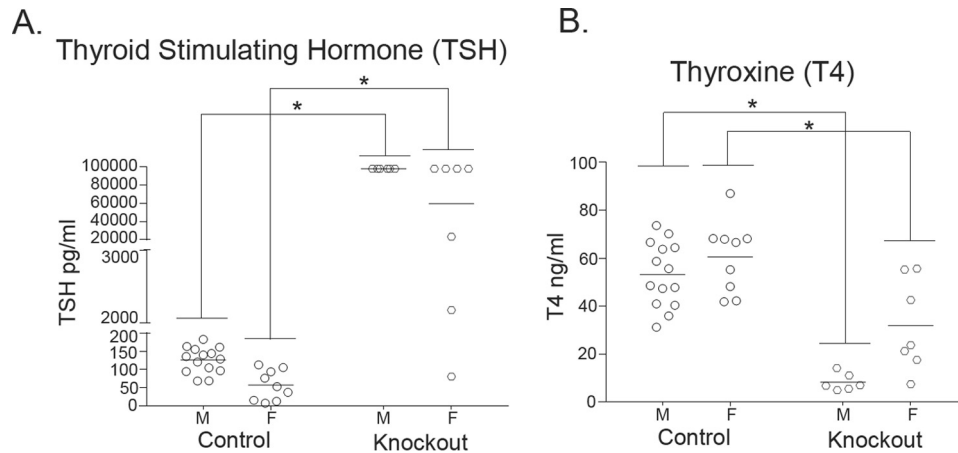 A.
Thyroid Stimulating Hormone (TSH)
*
*
TSH pg/ml
100000
80000
60000
40000
20000
3000
2000
200
150
100
50
0
M F M F
Control Knockout
B.
Thyroxine (T4)
*
*
T4 ng/ml
100
80
60
40
20
0
M F M F
Control Knockout